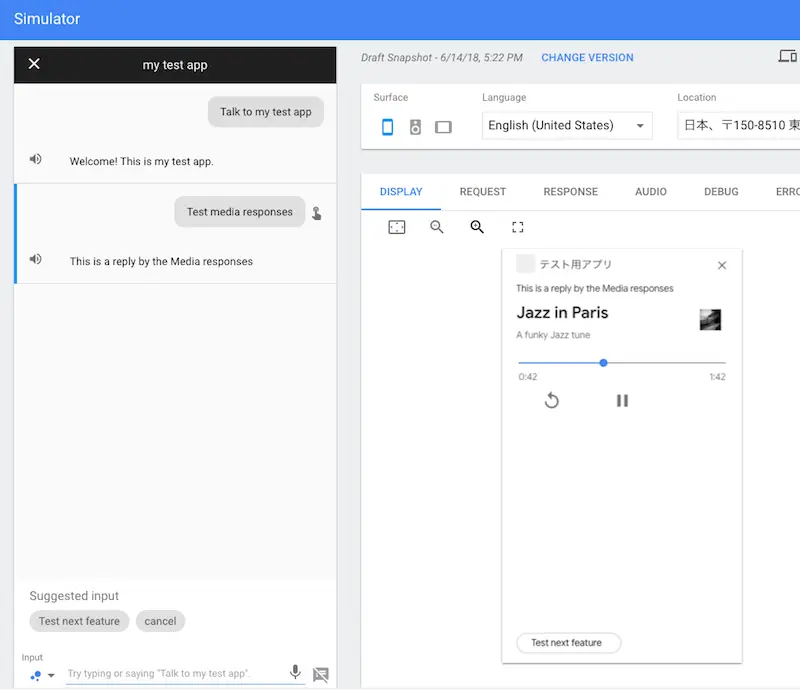 Simulator
my test app
Talk to my test app
Welcome! This is my test app.
Test media responses
This is a reply by the Media responses
Suggested input
Test next feature
cancel
Input
Try typing or saying "Talk to my test app".
Draft Snapshot - 6/14/18, 5:22 PM
CHANGE VERSION
Surface
Language
Location
English (United States)
日本、〒150-8510 東
DISPLAY
REQUEST
RESPONSE
AUDIO
DEBUG
ERRO
テスト用アプリ
This is a reply by the Media responses
Jazz in Paris
A funky Jazz tune
0:42
1:42
Test next feature